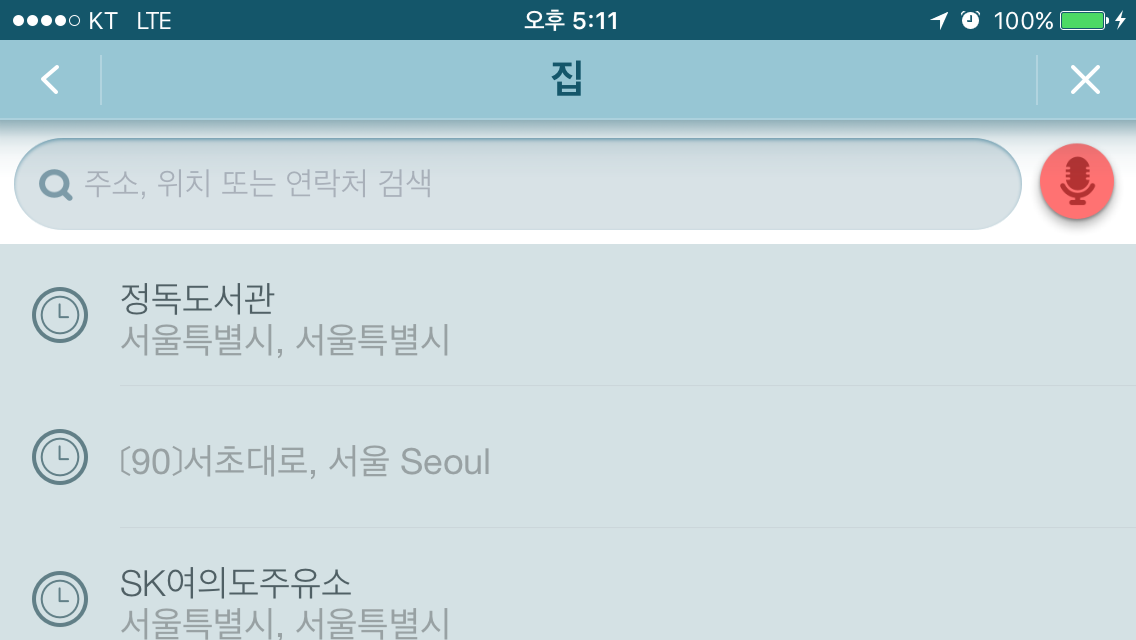 KT LTE 오후 5:11 100%
집
주소, 위치 또는 연락처 검색
정독도서관
서울특별시, 서울특별시
(90)서초대로, 서울 Seoul
SK여의도주유소
서울특별시, 서울특별시